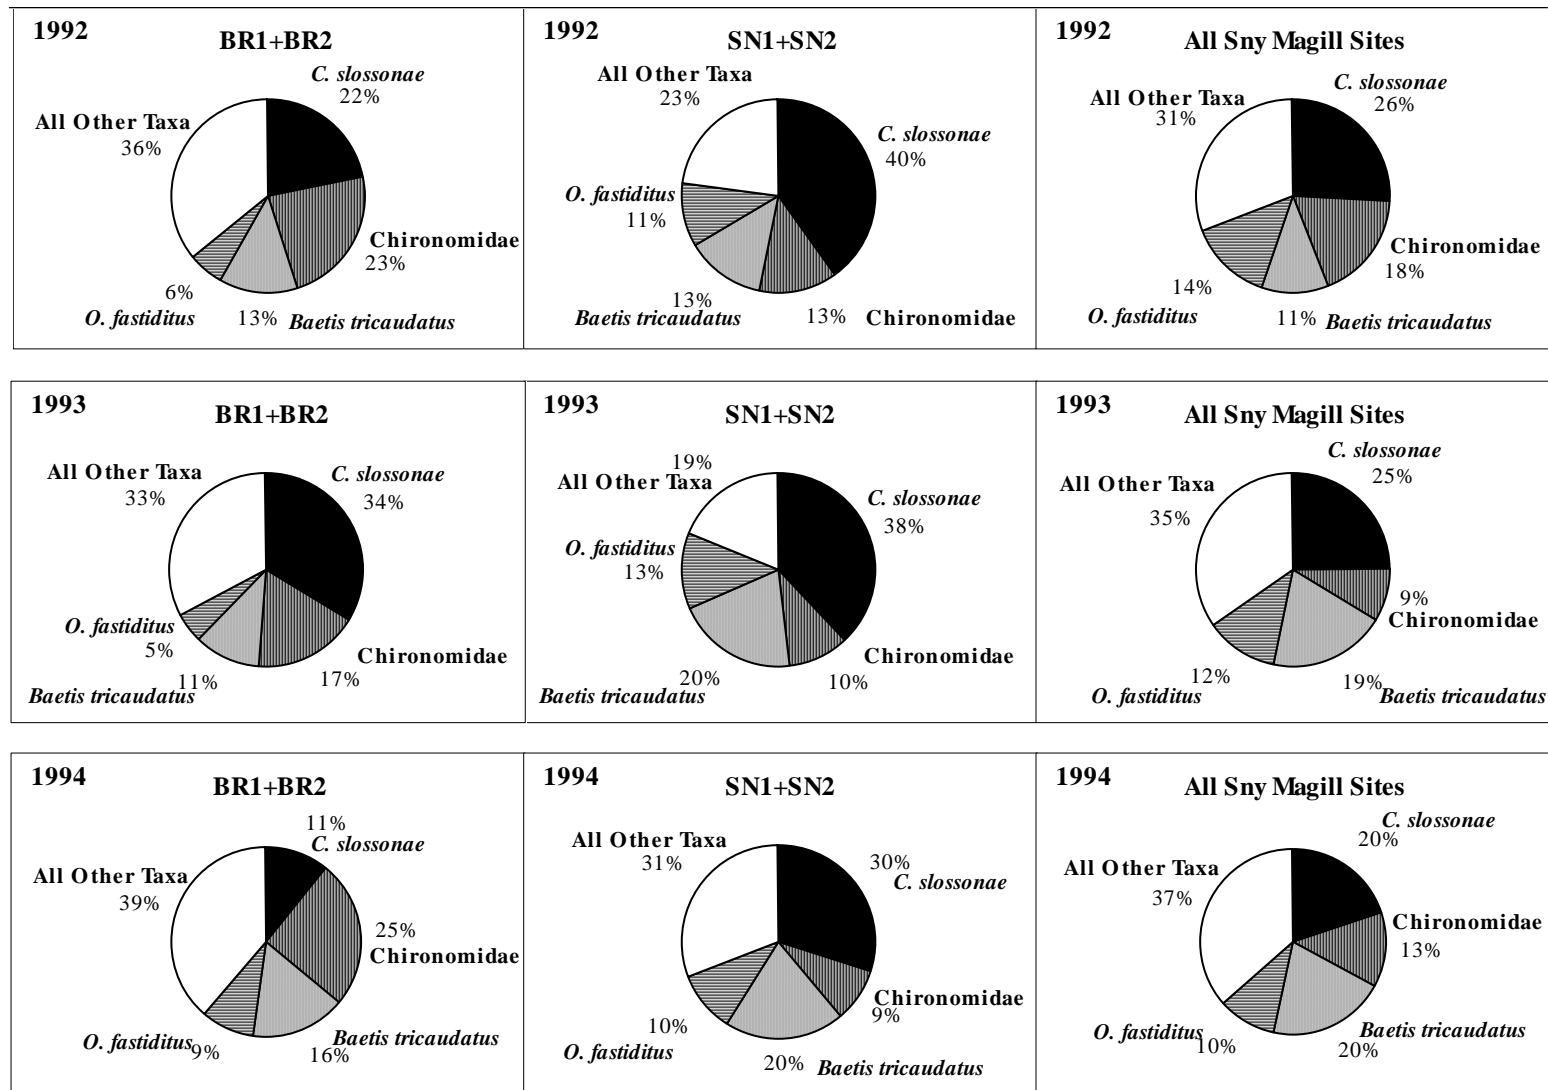 1992
BR1+BR2
C. slossonae
22%
All Other Taxa
36%
Chironomidae
23%
6%
O. fastiditus
13% Baetis tricaudatus
1992
SN1+SN2
All Other Taxa
23%
C. slossonae
40%
O. fastiditus
11%
13%
Baetis tricaudatus
13% Chironomidae
1992
All Sny Magill Sites
C. slossonae
26%
All Other Taxa
31%
Chironomidae
18%
14%
O. fastiditus
11% Baetis tricaudatus
1993
BR1+BR2
All Other Taxa
33%
C. slossonae
34%
O. fastiditus
5%
Chironomidae
17%
11%
Baetis tricaudatus
1993
SN1+SN2
19%
All Other Taxa
C. slossonae
38%
O. fastiditus
13%
Chironomidae
10%
20%
Baetis tricaudatus
1993
All Sny Magill Sites
C. slossonae
25%
All Other Taxa
35%
9%
Chironomidae
12%
O. fastiditus
19% Baetis tricaudatus
1994
BR1+BR2
11%
C. slossonae
All Other Taxa
39%
25%
Chironomidae
O. fastiditus 9%
Baetis tricaudatus
16%
1994
SN1+SN2
All Other Taxa
31%
30%
C. slossonae
Chironomidae
9%
10%
O. fastiditus
20% Baetis tricaudatus
1994
All Sny Magill Sites
C. slossonae
20%
All Other Taxa
37%
Chironomidae
13%
O. fastiditus
10%
Baetis tricaudatus
20%